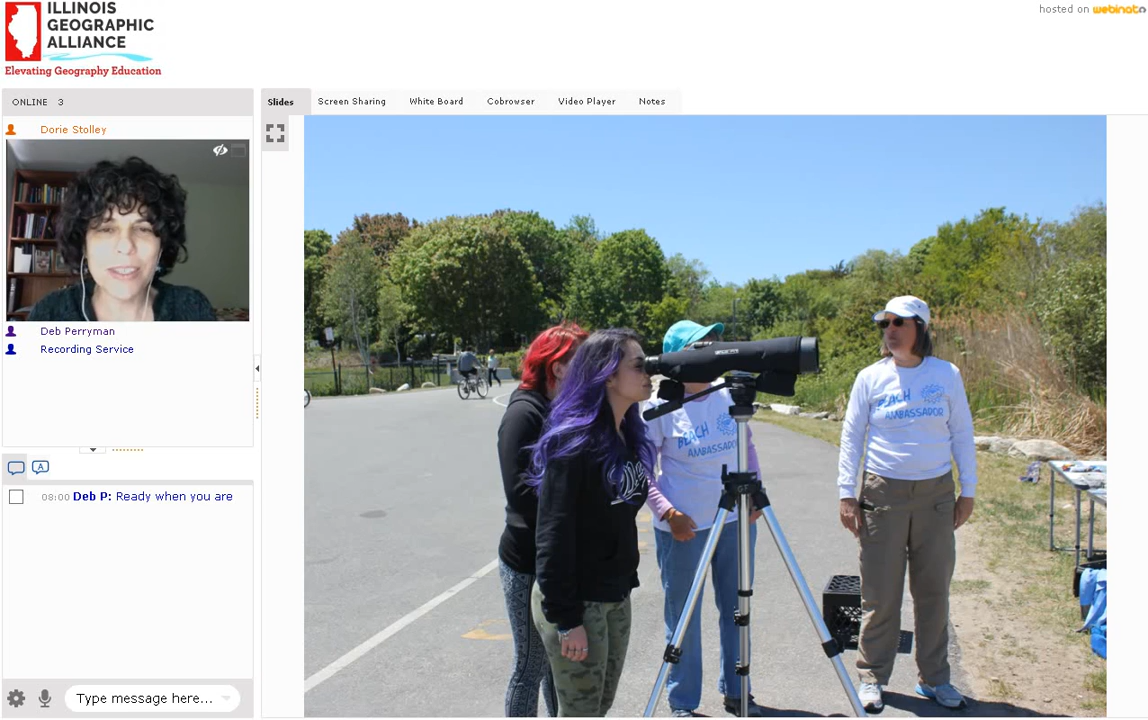 ILLINOIS
GEOGRAPHIC
ALLIANCE
Elevating Geography Education
hosted on webinato
ONLINE 3
Slides Screen Sharing White Board Cobrowser Video Player Notes
Dorie Stolley
Deb Perryman
Recording Service
A
08:00 Deb P: Ready when you are
Type message here...
BEACH
AMBASSADOR
BEACH
AMBASSADOR